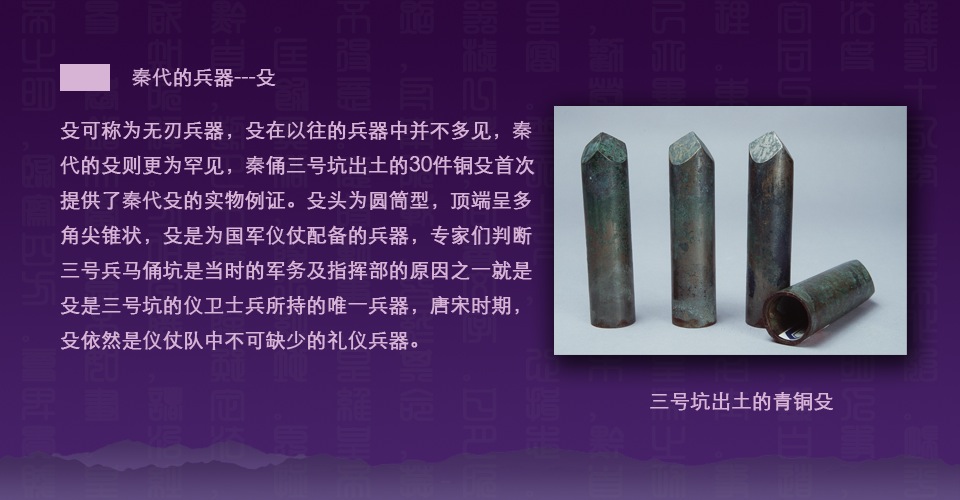 秦代的兵器---殳
殳可称为无刃兵器，殳在以往的兵器中并不多见，秦
代的殳则更为罕见，秦俑三号坑出土的30件铜殳首次
提供了秦代殳的实物例证。殳头为圆筒型，顶端呈多
角尖锥状，殳是为国军仪仗配备的兵器，专家们判断
三号兵马俑坑是当时的军务及指挥部的原因之一就是
殳是三号坑的仪卫士兵所持的唯一兵器，唐宋时期，
殳依然是仪仗队中不可缺少的礼仪兵器。
三号坑出土的青铜殳